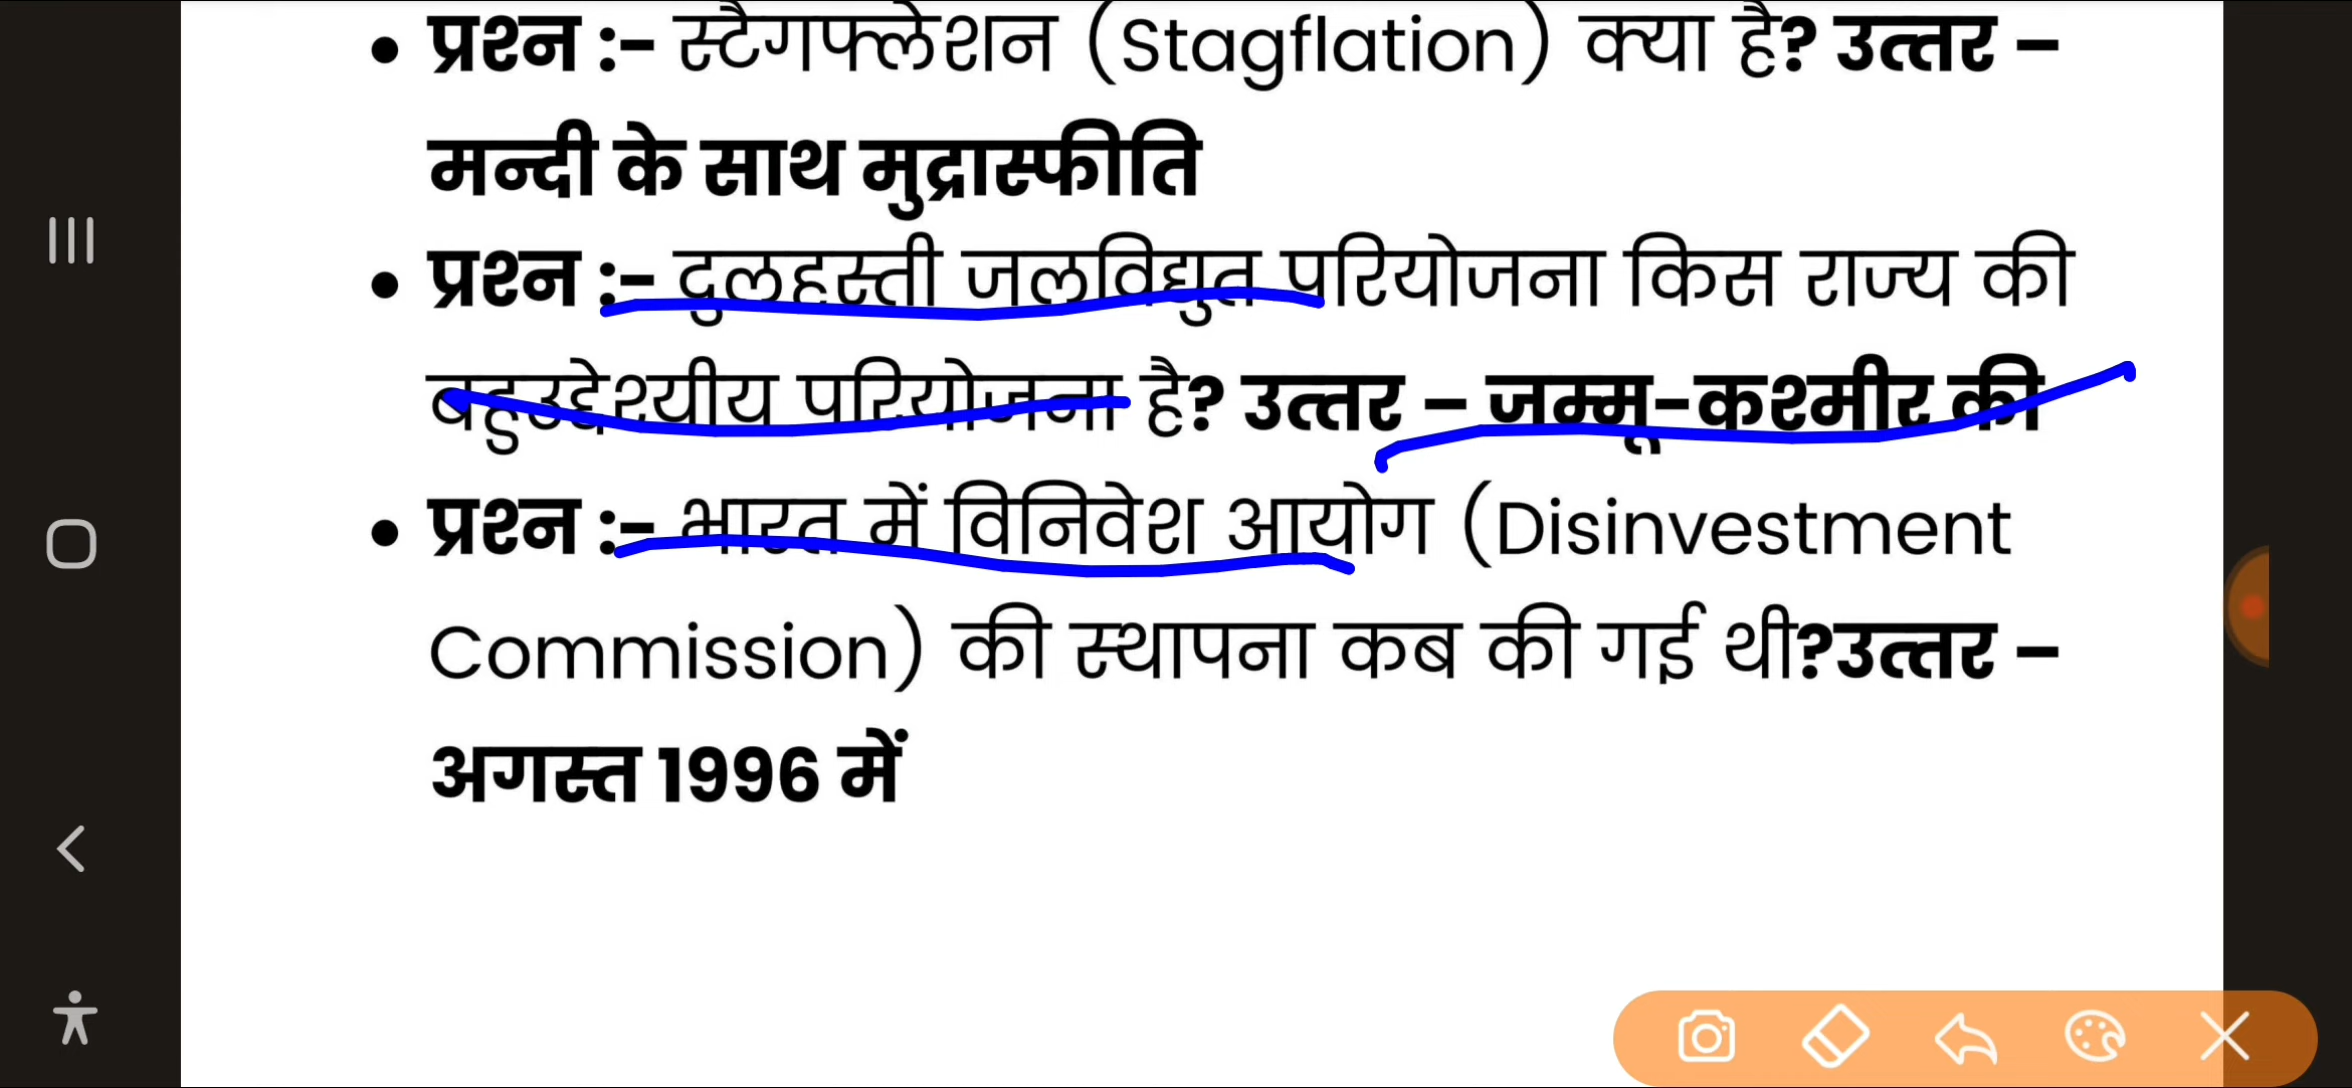 • प्रश्न :– स्टैगफ्लेशन (Stagflation) क्या है? उत्तर –
मन्दी के साथ मुद्रास्फीति
• प्रश्न :– दुलहस्ती जलविद्युत परियोजना किस राज्य की
बहुउद्देश्यीय परियोजना है? उत्तर – जम्मू-कश्मीर की
• प्रश्न :– भारत में विनिवेश आयोग (Disinvestment
Commission) की स्थापना कब की गई थी?उत्तर –
अगस्त 1996 में